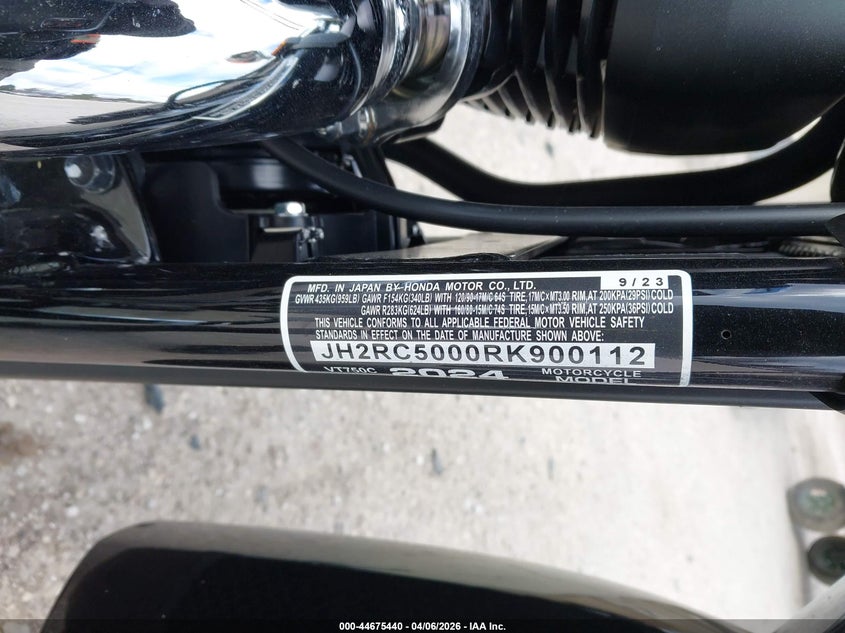 9/23
MFD. IN JAPAN BY HONDA MOTOR CO., LTD.
GVWR 435KG(959LB) GAWR F154KG(340LB) WITH 120/90-17M/C 64S TIRE, 17M/C×MT3.00 RIM, AT 200KPA(29PSI) COLD
GAWR R283KG(624LB) WITH 160/80-15M/C 74S TIRE, 15M/C×MT3.50 RIM, AT 250KPA(36PSI) COLD
THIS VEHICLE CONFORMS TO ALL APPLICABLE FEDERAL MOTOR VEHICLE SAFETY
STANDARDS IN EFFECT ON THE DATE OF MANUFACTURE SHOWN ABOVE:
JH2RC5000RK900112
VT750C 2024 MOTORCYCLE
MODEL
000-44675440 - 04/06/2026 - IAA Inc.